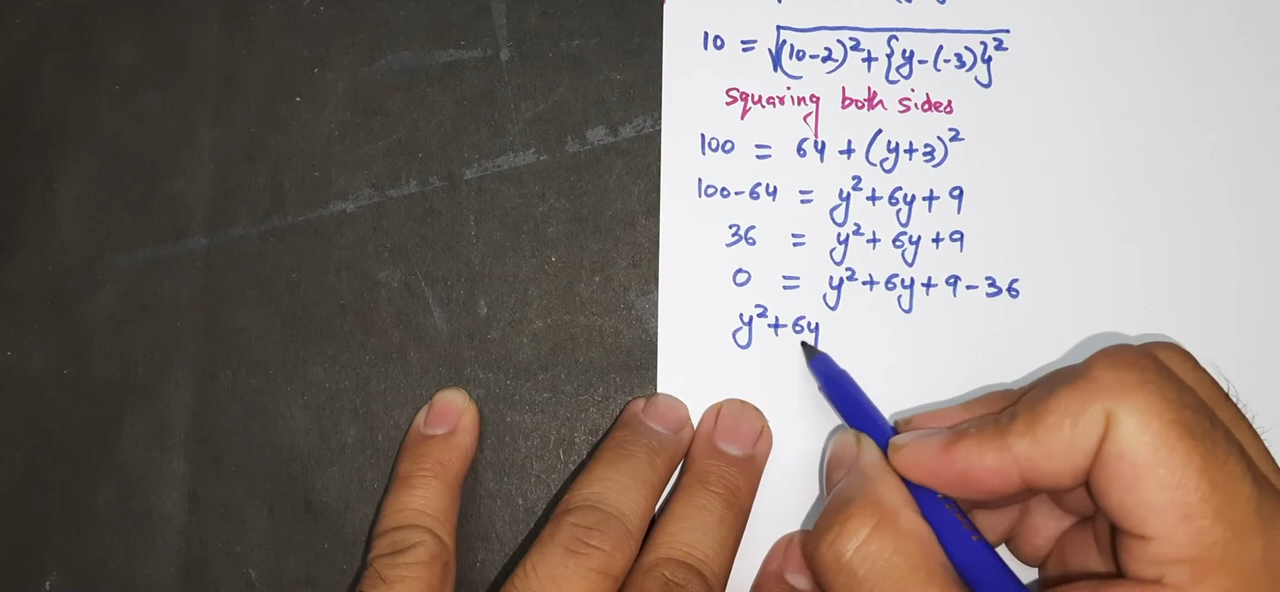 10 = √(10-2)²+{y-(-3)}²
squaring both sides
100 = 64+(y+3)²
100-64 = y²+6y+9
36 = y²+6y+9
0 = y²+6y+9-36
y²+6y